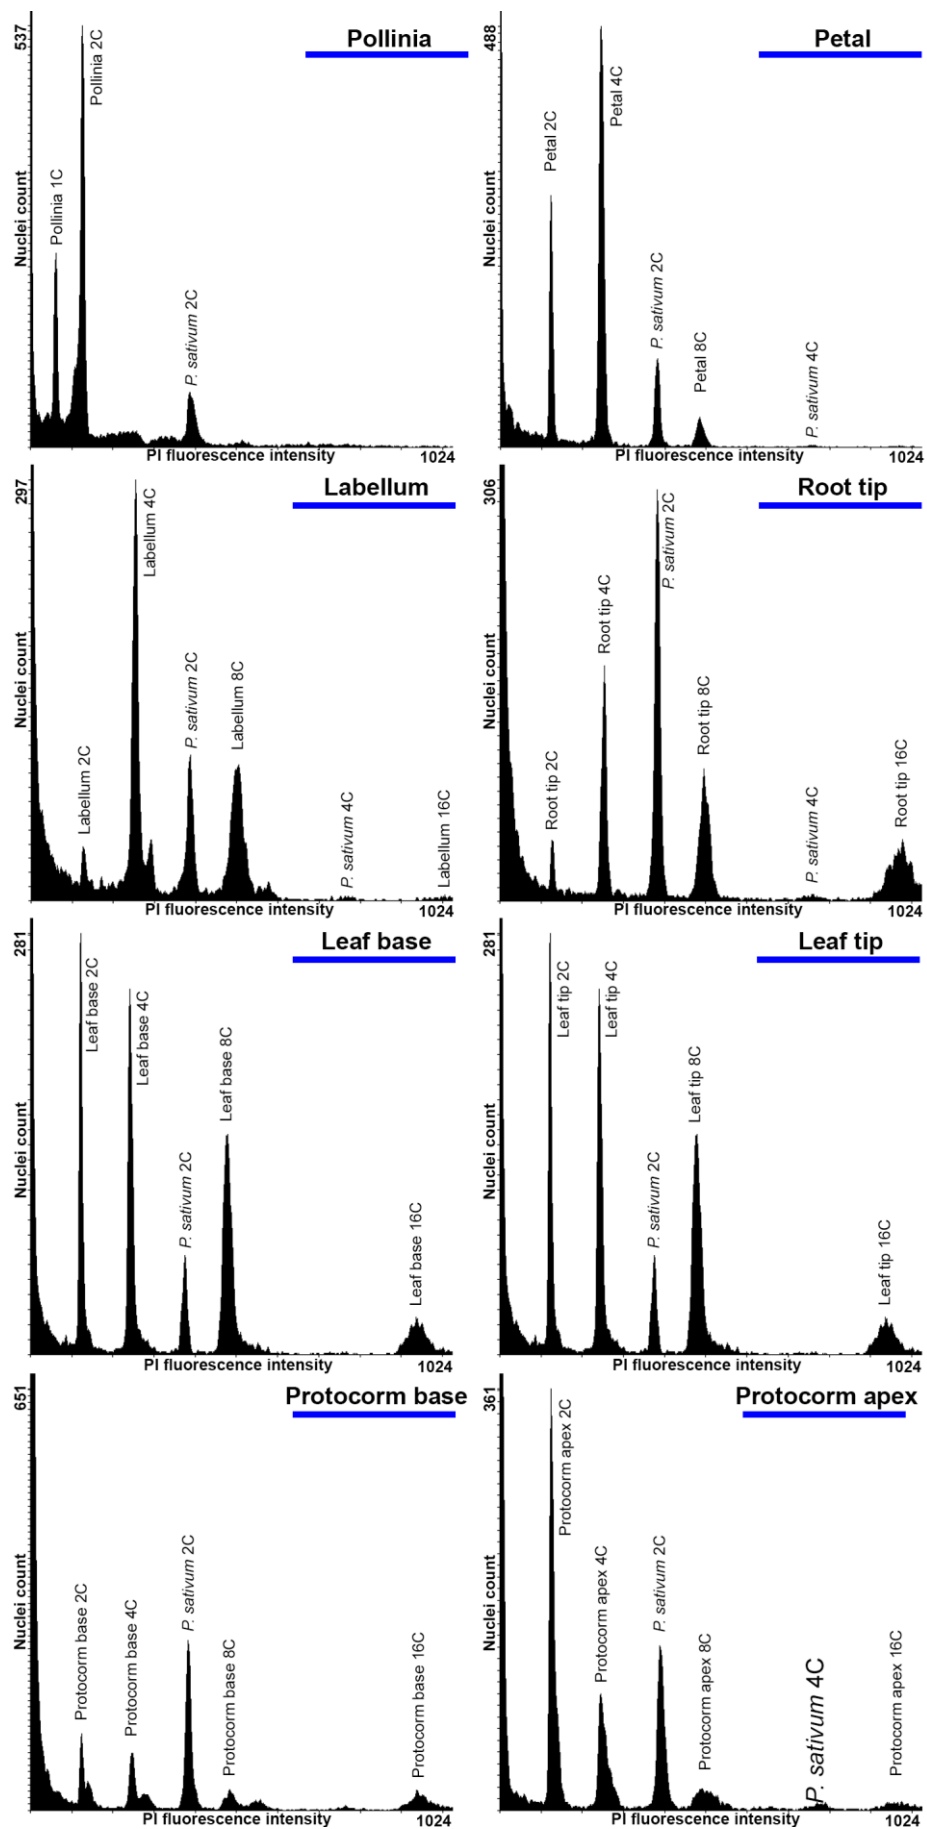 Pollinia
537
Nuclei count
Pollinia 1C
Pollinia 2C
P. sativum 2C
PI fluorescence intensity
1024
Petal
488
Nuclei count
Petal 2C
Petal 4C
P. sativum 2C
Petal 8C
P. sativum 4C
PI fluorescence intensity
1024
Labellum
297
Nuclei count
Labellum 2C
Labellum 4C
P. sativum 2C
Labellum 8C
P. sativum 4C
Labellum 16C
PI fluorescence intensity
1024
Root tip
306
Nuclei count
Root tip 2C
Root tip 4C
P. sativum 2C
Root tip 8C
P. sativum 4C
Root tip 16C
PI fluorescence intensity
1024
Leaf base
281
Nuclei count
Leaf base 2C
Leaf base 4C
P. sativum 2C
Leaf base 8C
Leaf base 16C
PI fluorescence intensity
1024
Leaf tip
281
Nuclei count
Leaf tip 2C
Leaf tip 4C
P. sativum 2C
Leaf tip 8C
Leaf tip 16C
PI fluorescence intensity
1024
Protocorm base
651
Nuclei count
Protocorm base 2C
Protocorm base 4C
P. sativum 2C
Protocorm base 8C
Protocorm base 16C
PI fluorescence intensity
1024
Protocorm apex
361
Nuclei count
Protocorm apex 2C
Protocorm apex 4C
P. sativum 2C
Protocorm apex 8C
P. sativum 4C
Protocorm apex 16C
PI fluorescence intensity
1024